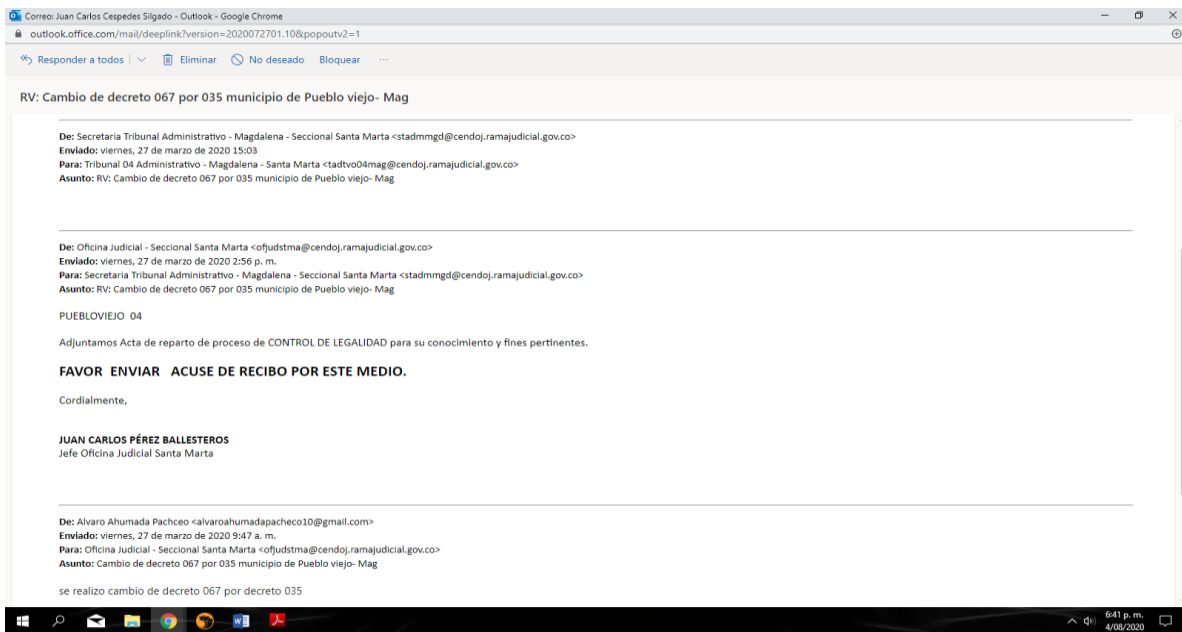 Correo: Juan Carlos Cespedes Silgado - Outlook - Google Chrome
outlook.office.com/mail/deeplink?version=2020072701.10&popoutv2=1
Responder a todos Eliminar No deseado Bloquear ...
RV: Cambio de decreto 067 por 035 municipio de Pueblo viejo- Mag
De: Secretaria Tribunal Administrativo - Magdalena - Seccional Santa Marta <stadmmgd@cendoj.ramajudicial.gov.co>
Enviado: viernes, 27 de marzo de 2020 15:03
Para: Tribunal 04 Administrativo - Magdalena - Santa Marta <tadtvo04mag@cendoj.ramajudicial.gov.co>
Asunto: RV: Cambio de decreto 067 por 035 municipio de Pueblo viejo- Mag
De: Oficina Judicial - Seccional Santa Marta <ofjudstma@cendoj.ramajudicial.gov.co>
Enviado: viernes, 27 de marzo de 2020 2:56 p. m.
Para: Secretaria Tribunal Administrativo - Magdalena - Seccional Santa Marta <stadmmgd@cendoj.ramajudicial.gov.co>
Asunto: RV: Cambio de decreto 067 por 035 municipio de Pueblo viejo- Mag
PUEBLOVIEJO 04
Adjuntamos Acta de reparto de proceso de CONTROL DE LEGALIDAD para su conocimiento y fines pertinentes.
FAVOR ENVIAR ACUSE DE RECIBO POR ESTE MEDIO.
Cordialmente,
JUAN CARLOS PÉREZ BALLESTEROS
Jefe Oficina Judicial Santa Marta
De: Alvaro Ahumada Pachceo <alvaroahumadapacheco10@gmail.com>
Enviado: viernes, 27 de marzo de 2020 9:47 a. m.
Para: Oficina Judicial - Seccional Santa Marta <ofjudstma@cendoj.ramajudicial.gov.co>
Asunto: Cambio de decreto 067 por 035 municipio de Pueblo viejo- Mag
se realizo cambio de decreto 067 por decreto 035
6:41 p. m.
4/08/2020